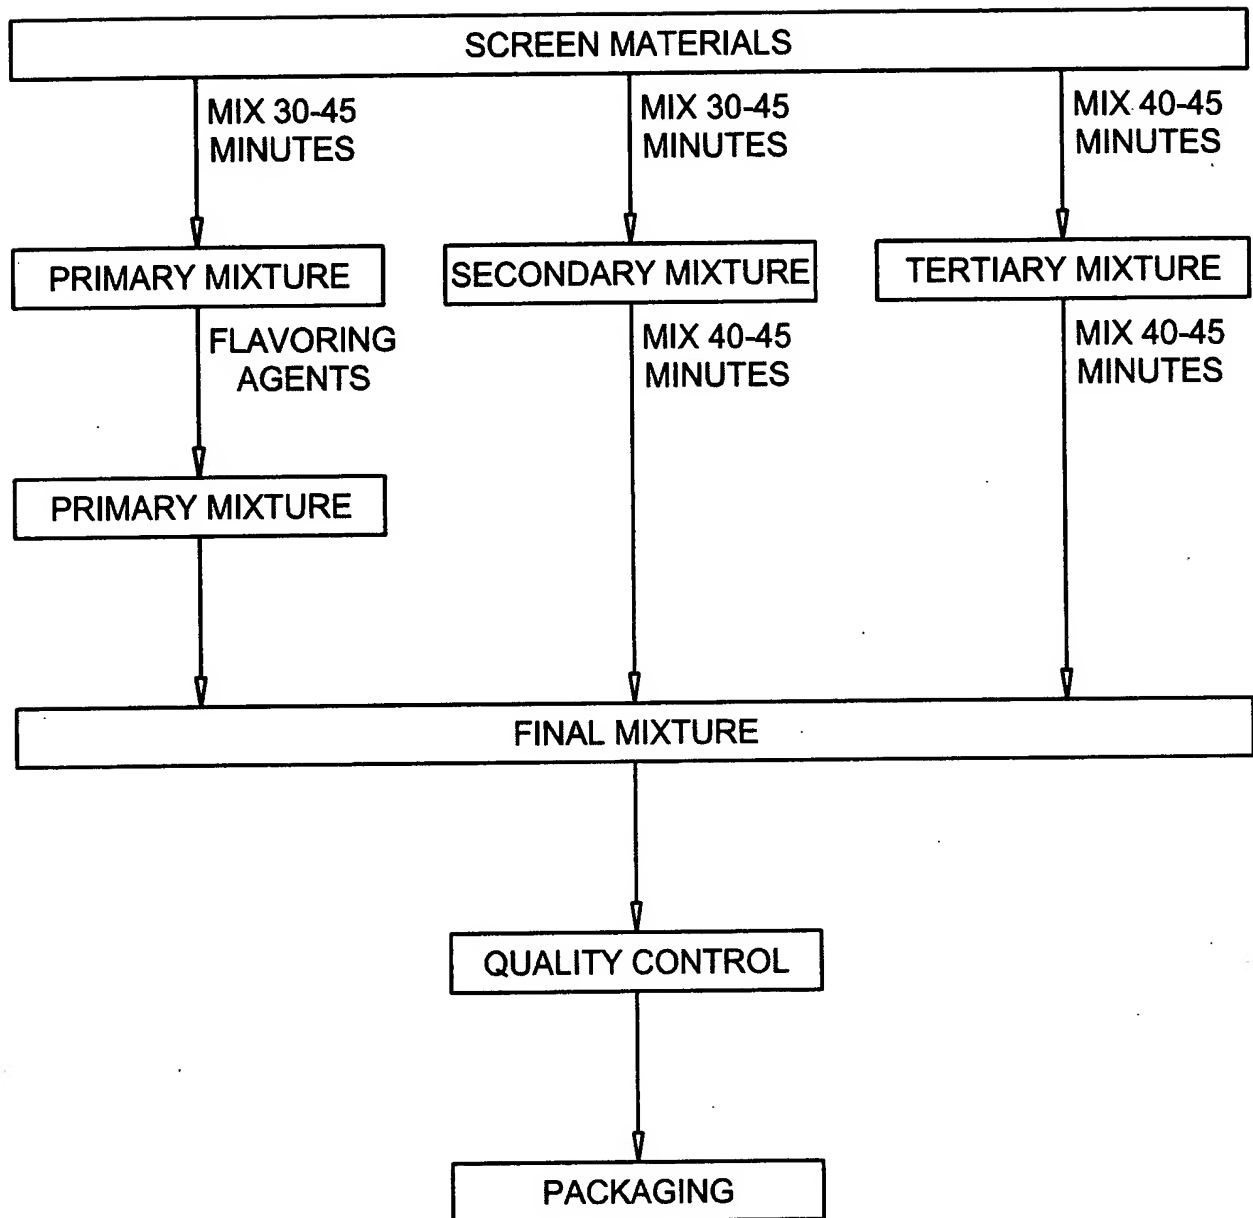 SCREEN MATERIALS
MIX 30-45
MINUTES
MIX 30-45
MINUTES
MIX 40-45
MINUTES
PRIMARY MIXTURE
SECONDARY MIXTURE
TERTIARY MIXTURE
FLAVORING
AGENTS
MIX 40-45
MINUTES
MIX 40-45
MINUTES
PRIMARY MIXTURE
FINAL MIXTURE
QUALITY CONTROL
PACKAGING